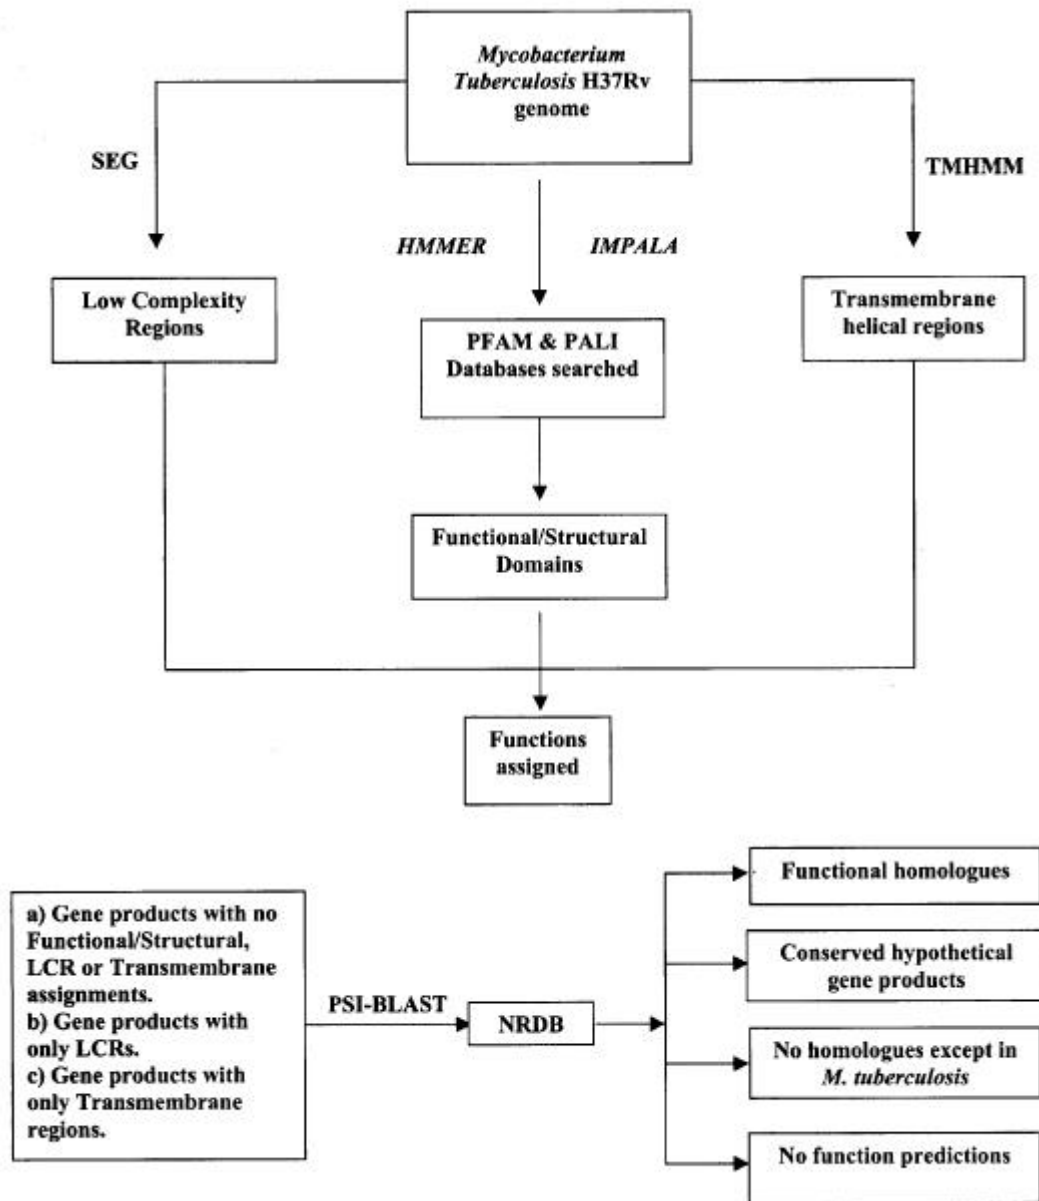 Mycobacterium
Tuberculosis H37Rv
genome
SEG
TMHMM
HMMER
IMPALA
Low Complexity
Regions
PFAM & PALI
Databases searched
Transmembrane
helical regions
Functional/Structural
Domains
Functions
assigned
a) Gene products with no
Functional/Structural,
LCR or Transmembrane
assignments.
b) Gene products with
only LCRs.
c) Gene products with
only Transmembrane
regions.
PSI-BLAST
NRDB
Functional homologues
Conserved hypothetical
gene products
No homologues except in
M. tuberculosis
No function predictions